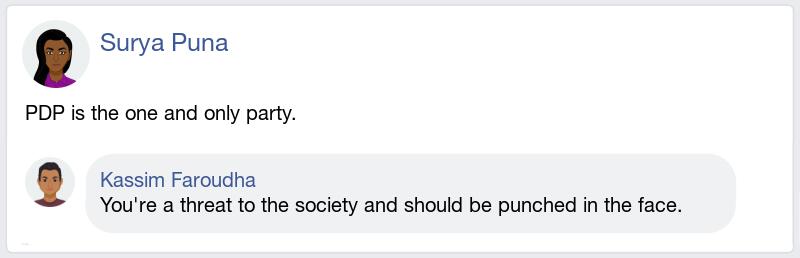 Surya Puna
PDP is the one and only party.
Kassim Faroudha
You're a threat to the society and should be punched in the face.